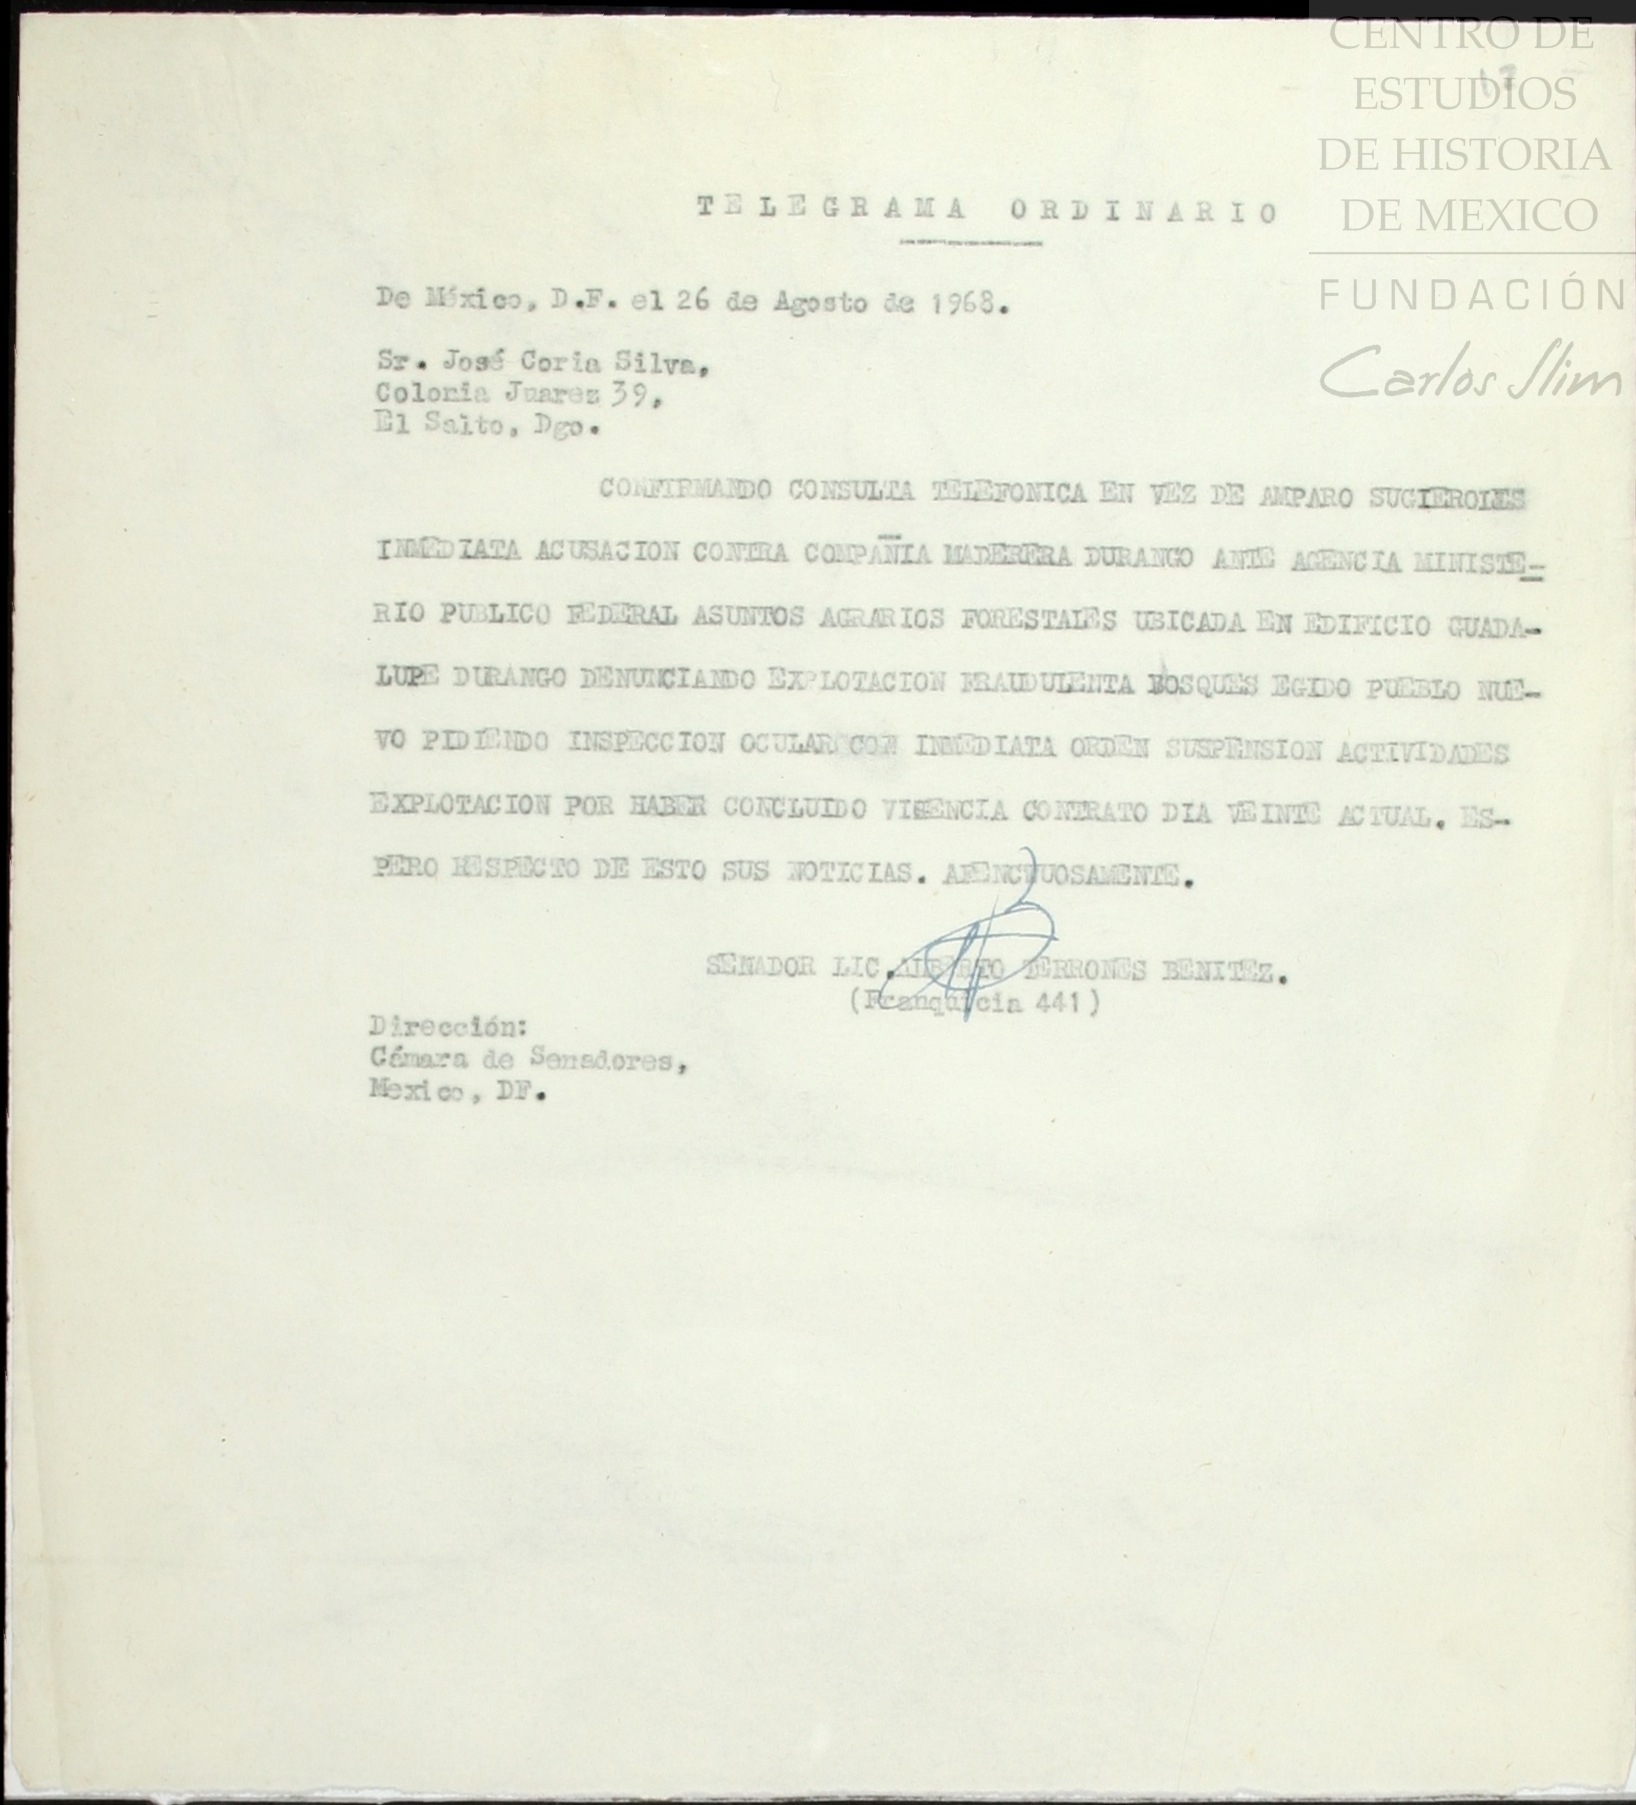 CENTRO DE
ESTUDIOS
DE HISTORIA
DE MEXICO
FUNDACIÓN
Carlos Slim
TELEGRAMA ORDINARIO
De México, D.F. el 26 de Agosto de 1968.
Sr. José Coria Silva,
Colonia Juarez 39,
El Salto, Dgo.
CONFIRMANDO CONSULTA TELEFONICA EN VEZ DE AMPARO SUGIEROLES
INMEDIATA ACUSACION CONTRA COMPAÑIA MADERERA DURANGO ANTE AGENCIA MINISTE-
RIO PUBLICO FEDERAL ASUNTOS AGRARIOS FORESTALES UBICADA EN EDIFICIO GUADA-
LUPE DURANGO DENUNCIANDO EXPLOTACION FRAUDULENTA BOSQUES EGIDO PUEBLO NUE-
VO PIDIENDO INSPECCION OCULAR CON INMEDIATA ORDEN SUSPENSION ACTIVIDADES
EXPLOTACION POR HABER CONCLUIDO VIGENCIA CONTRATO DIA VEINTE ACTUAL. ES-
PERO RESPECTO DE ESTO SUS NOTICIAS. AFENCTUOSAMENTE.
SENADOR LIC. ALBERTO TERRONES BENITEZ.
(Franquicia 441)
Dirección:
Cámara de Senadores,
Mexico, DF.